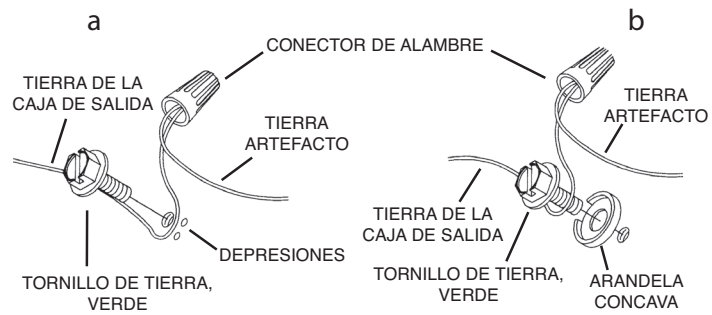 a
b
CONECTOR DE ALAMBRE
TIERRA DE LA
CAJA DE SALIDA
TIERRA
ARTEFACTO
DEPRESIONES
TORNILLO DE TIERRA,
VERDE
TIERRA
ARTEFACTO
TIERRA DE LA
CAJA DE SALIDA
TORNILLO DE TIERRA,
VERDE
ARANDELA
CONCAVA